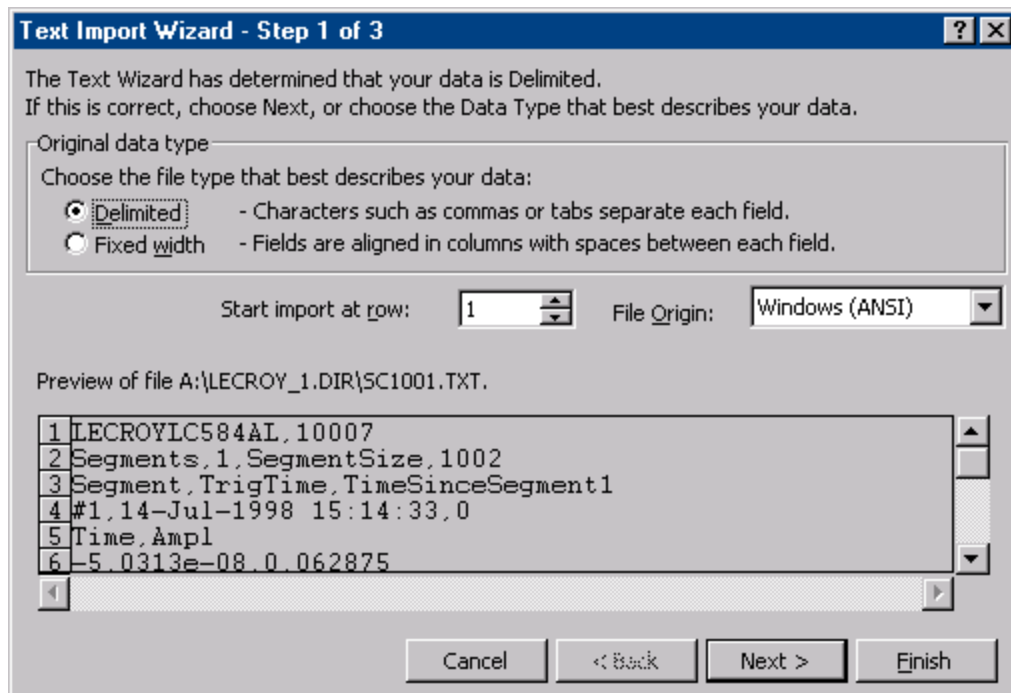 Text Import Wizard - Step 1 of 3
The Text Wizard has determined that your data is Delimited.
If this is correct, choose Next, or choose the Data Type that best describes your data.
Original data type
Choose the file type that best describes your data:
Delimited - Characters such as commas or tabs separate each field.
Fixed width - Fields are aligned in columns with spaces between each field.
Start import at row: 1 File Origin: Windows (ANSI)
Preview of file A:\LECROY_1.DIR\SC1001.TXT.
1 LECROYLC584AL,10007
2 Segments,1,SegmentSize,1002
3 Segment,TrigTime,TimeSinceSegment1
4 #1,14-Jul-1998 15:14:33,0
5 Time,Ampl
6 -5.0313e-08,0.062875
Cancel < Back Next > Finish